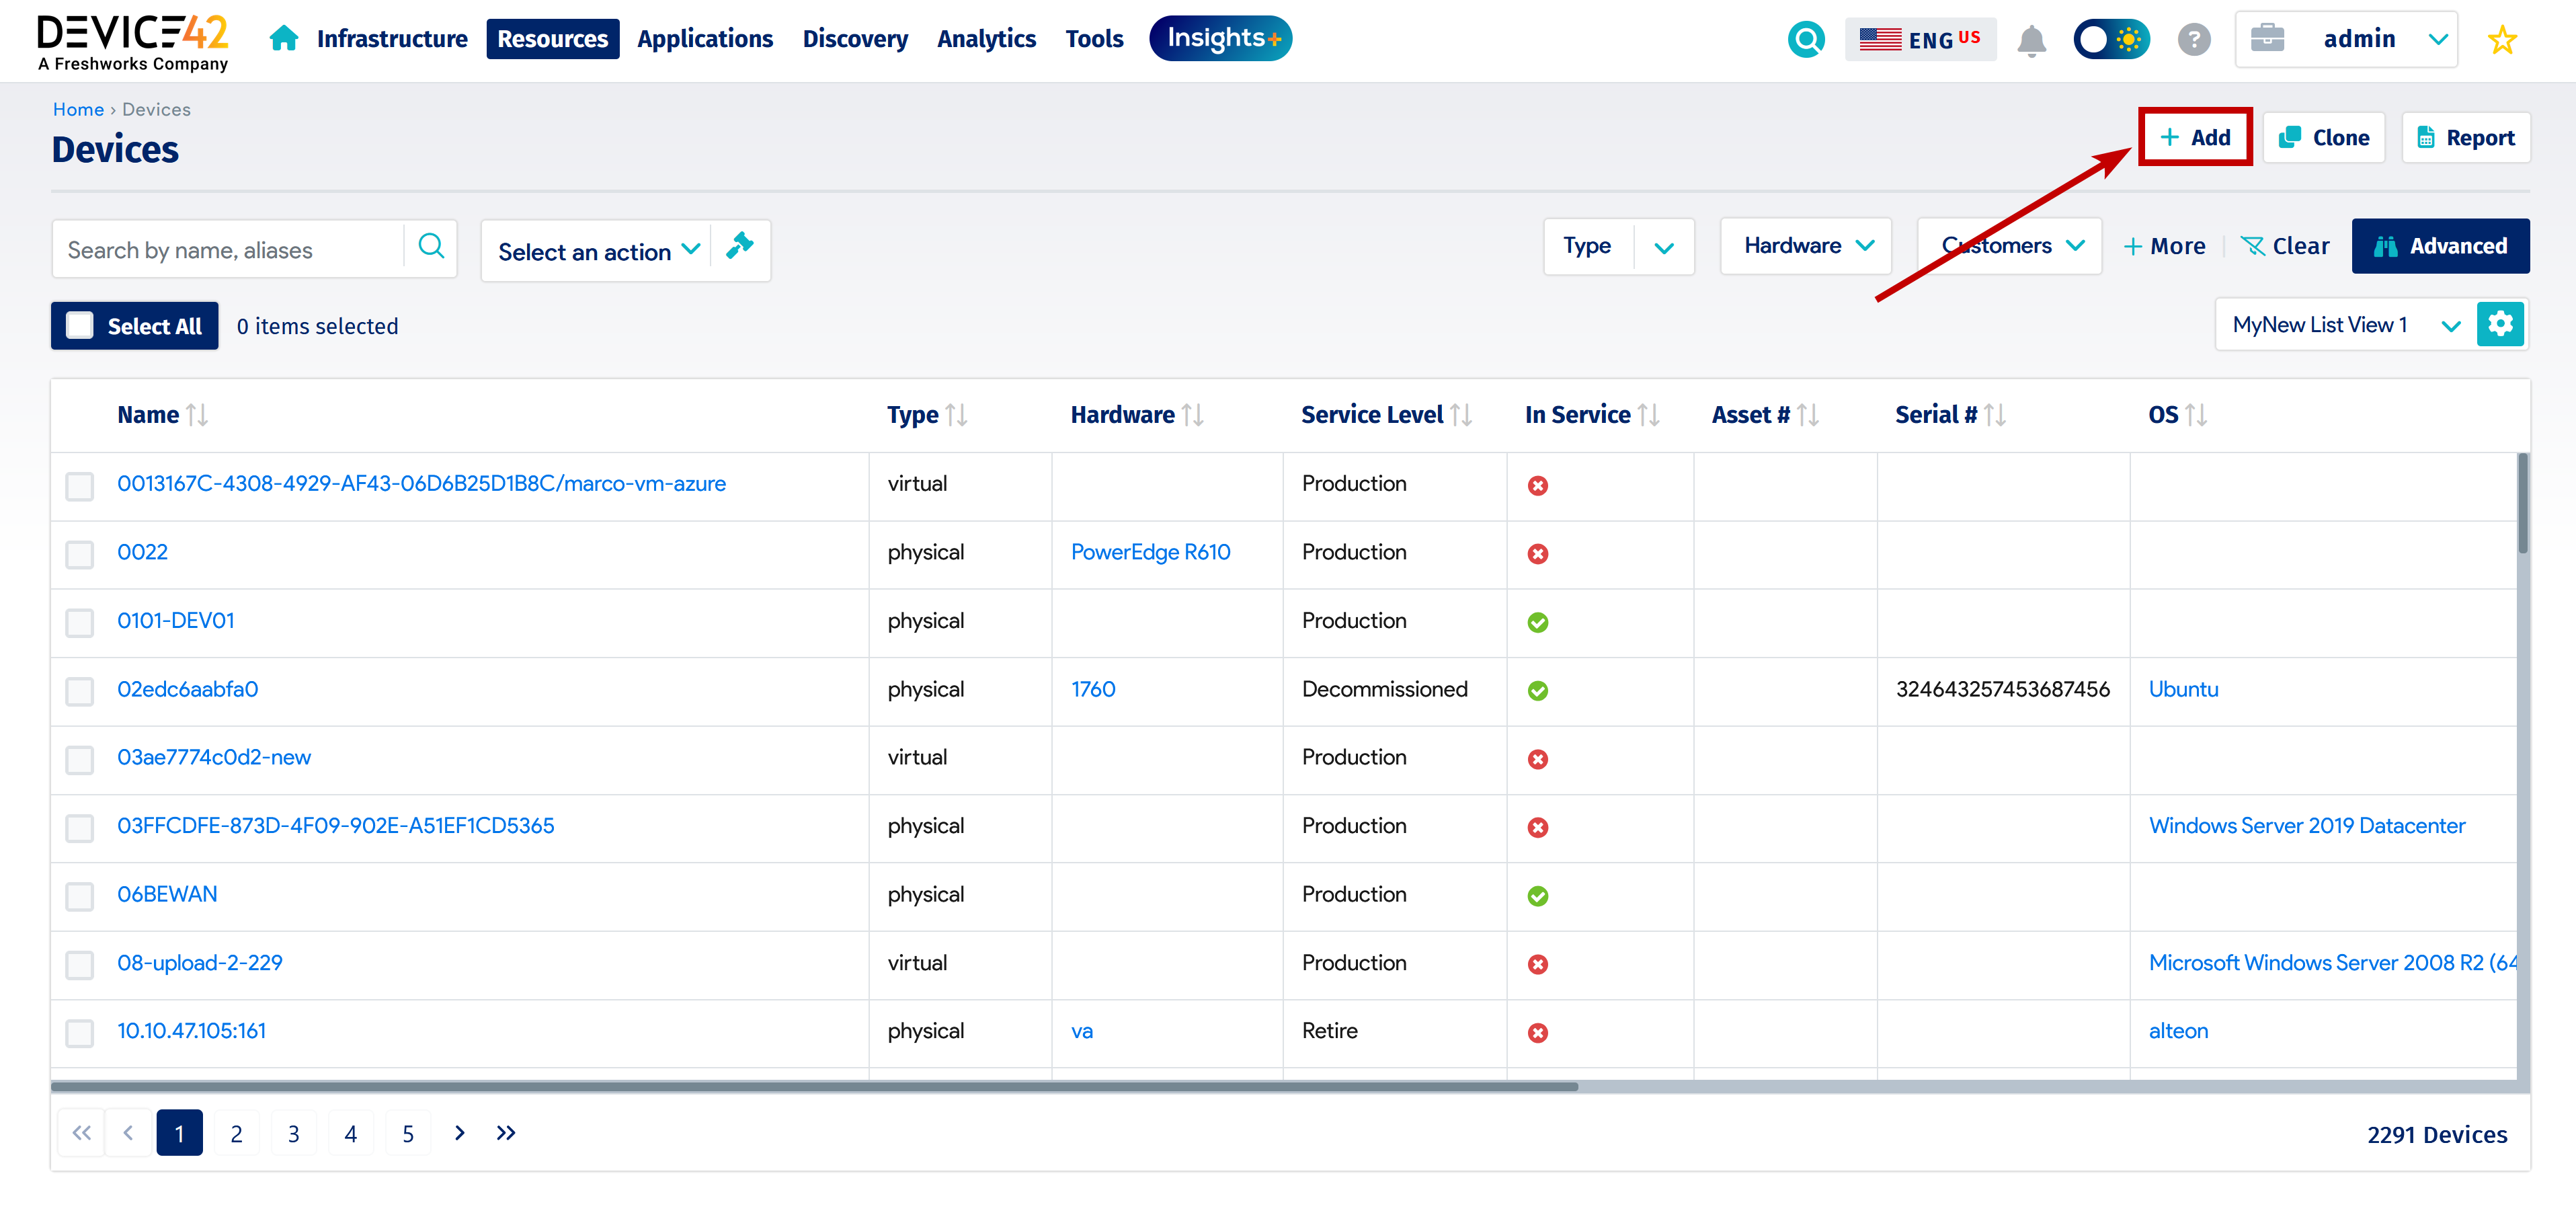 DEVICE42
A Freshworks Company
Infrastructure Resources Applications Discovery Analytics Tools Insights+ ENG US ? admin
Home › Devices
Devices
+ Add Clone Report
Search by name, aliases Select an action Type Hardware Customers + More Clear Advanced
Select All 0 items selected MyNew List View 1
Name Type Hardware Service Level In Service Asset # Serial # OS
0013167C-4308-4929-AF43-06D6B25D1B8C/marco-vm-azure virtual Production
0022 physical PowerEdge R610 Production
0101-DEV01 physical Production
02edc6aabfa0 physical 1760 Decommissioned 324643257453687456 Ubuntu
03ae7774c0d2-new virtual Production
03FFCDFE-873D-4F09-902E-A51EF1CD5365 physical Production Windows Server 2019 Datacenter
06BEWAN physical Production
08-upload-2-229 virtual Production Microsoft Windows Server 2008 R2 (64
10.10.47.105:161 physical va Retire alteon
1 2 3 4 5 2291 Devices